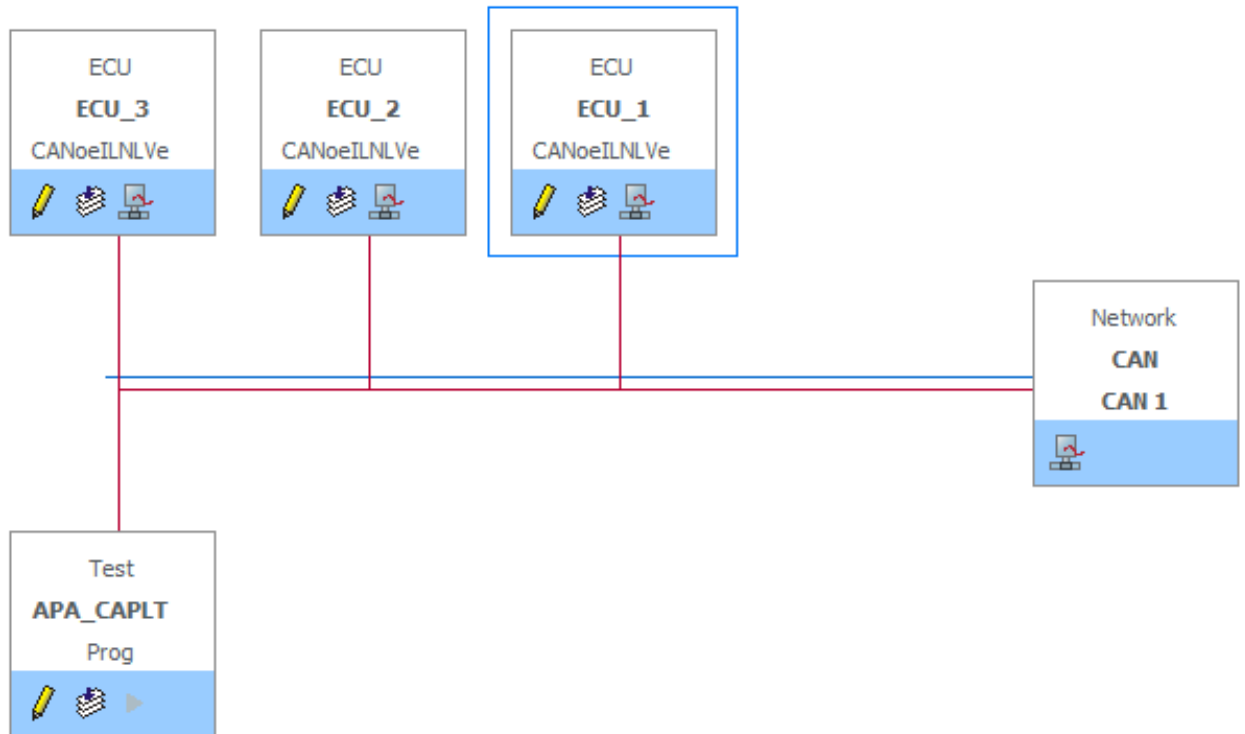 ECU
ECU_3
CANoeILNLVe
ECU
ECU_2
CANoeILNLVe
ECU
ECU_1
CANoeILNLVe
Network
CAN
CAN 1
Test
APA_CAPLT
Prog